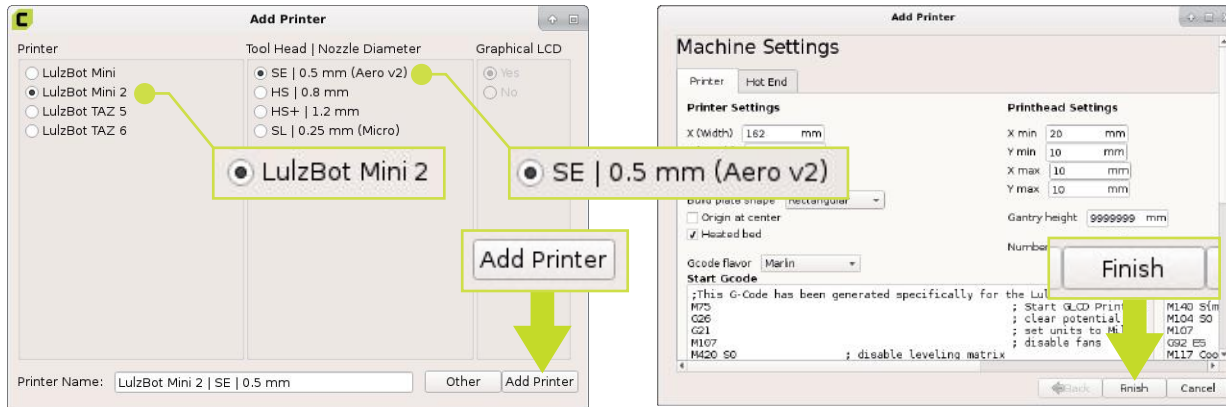 Add Printer
Printer
Tool Head | Nozzle Diameter
Graphical LCD
LulzBot Mini
SE | 0.5 mm (Aero v2)
Yes
LulzBot Mini 2
HS | 0.8 mm
No
LulzBot TAZ 5
HS+ | 1.2 mm
LulzBot TAZ 6
SL | 0.25 mm (Micro)
LulzBot Mini 2
SE | 0.5 mm (Aero v2)
Add Printer
Printer Name:
LulzBot Mini 2 | SE | 0.5 mm
Other
Add Printer
Add Printer
Machine Settings
Printer
Hot End
Printer Settings
X (Width) 162 mm
Build plate shape Rectangular
Origin at center
Heated bed
Gcode flavor Marlin
Printhead Settings
X min 20 mm
Y min 10 mm
X max 10 mm
Y max 10 mm
Gantry height 9999999 mm
Number
Finish
Start Gcode
;This G-Code has been generated specifically for the
M75 ; Start GLCD Print
G26 ; clear potential
G21 ; set units to
M107 ; disable fans
M420 S0 ; disable leveling matrix
M104 S0
M107
G92 E5
M117
Back
Finish
Cancel